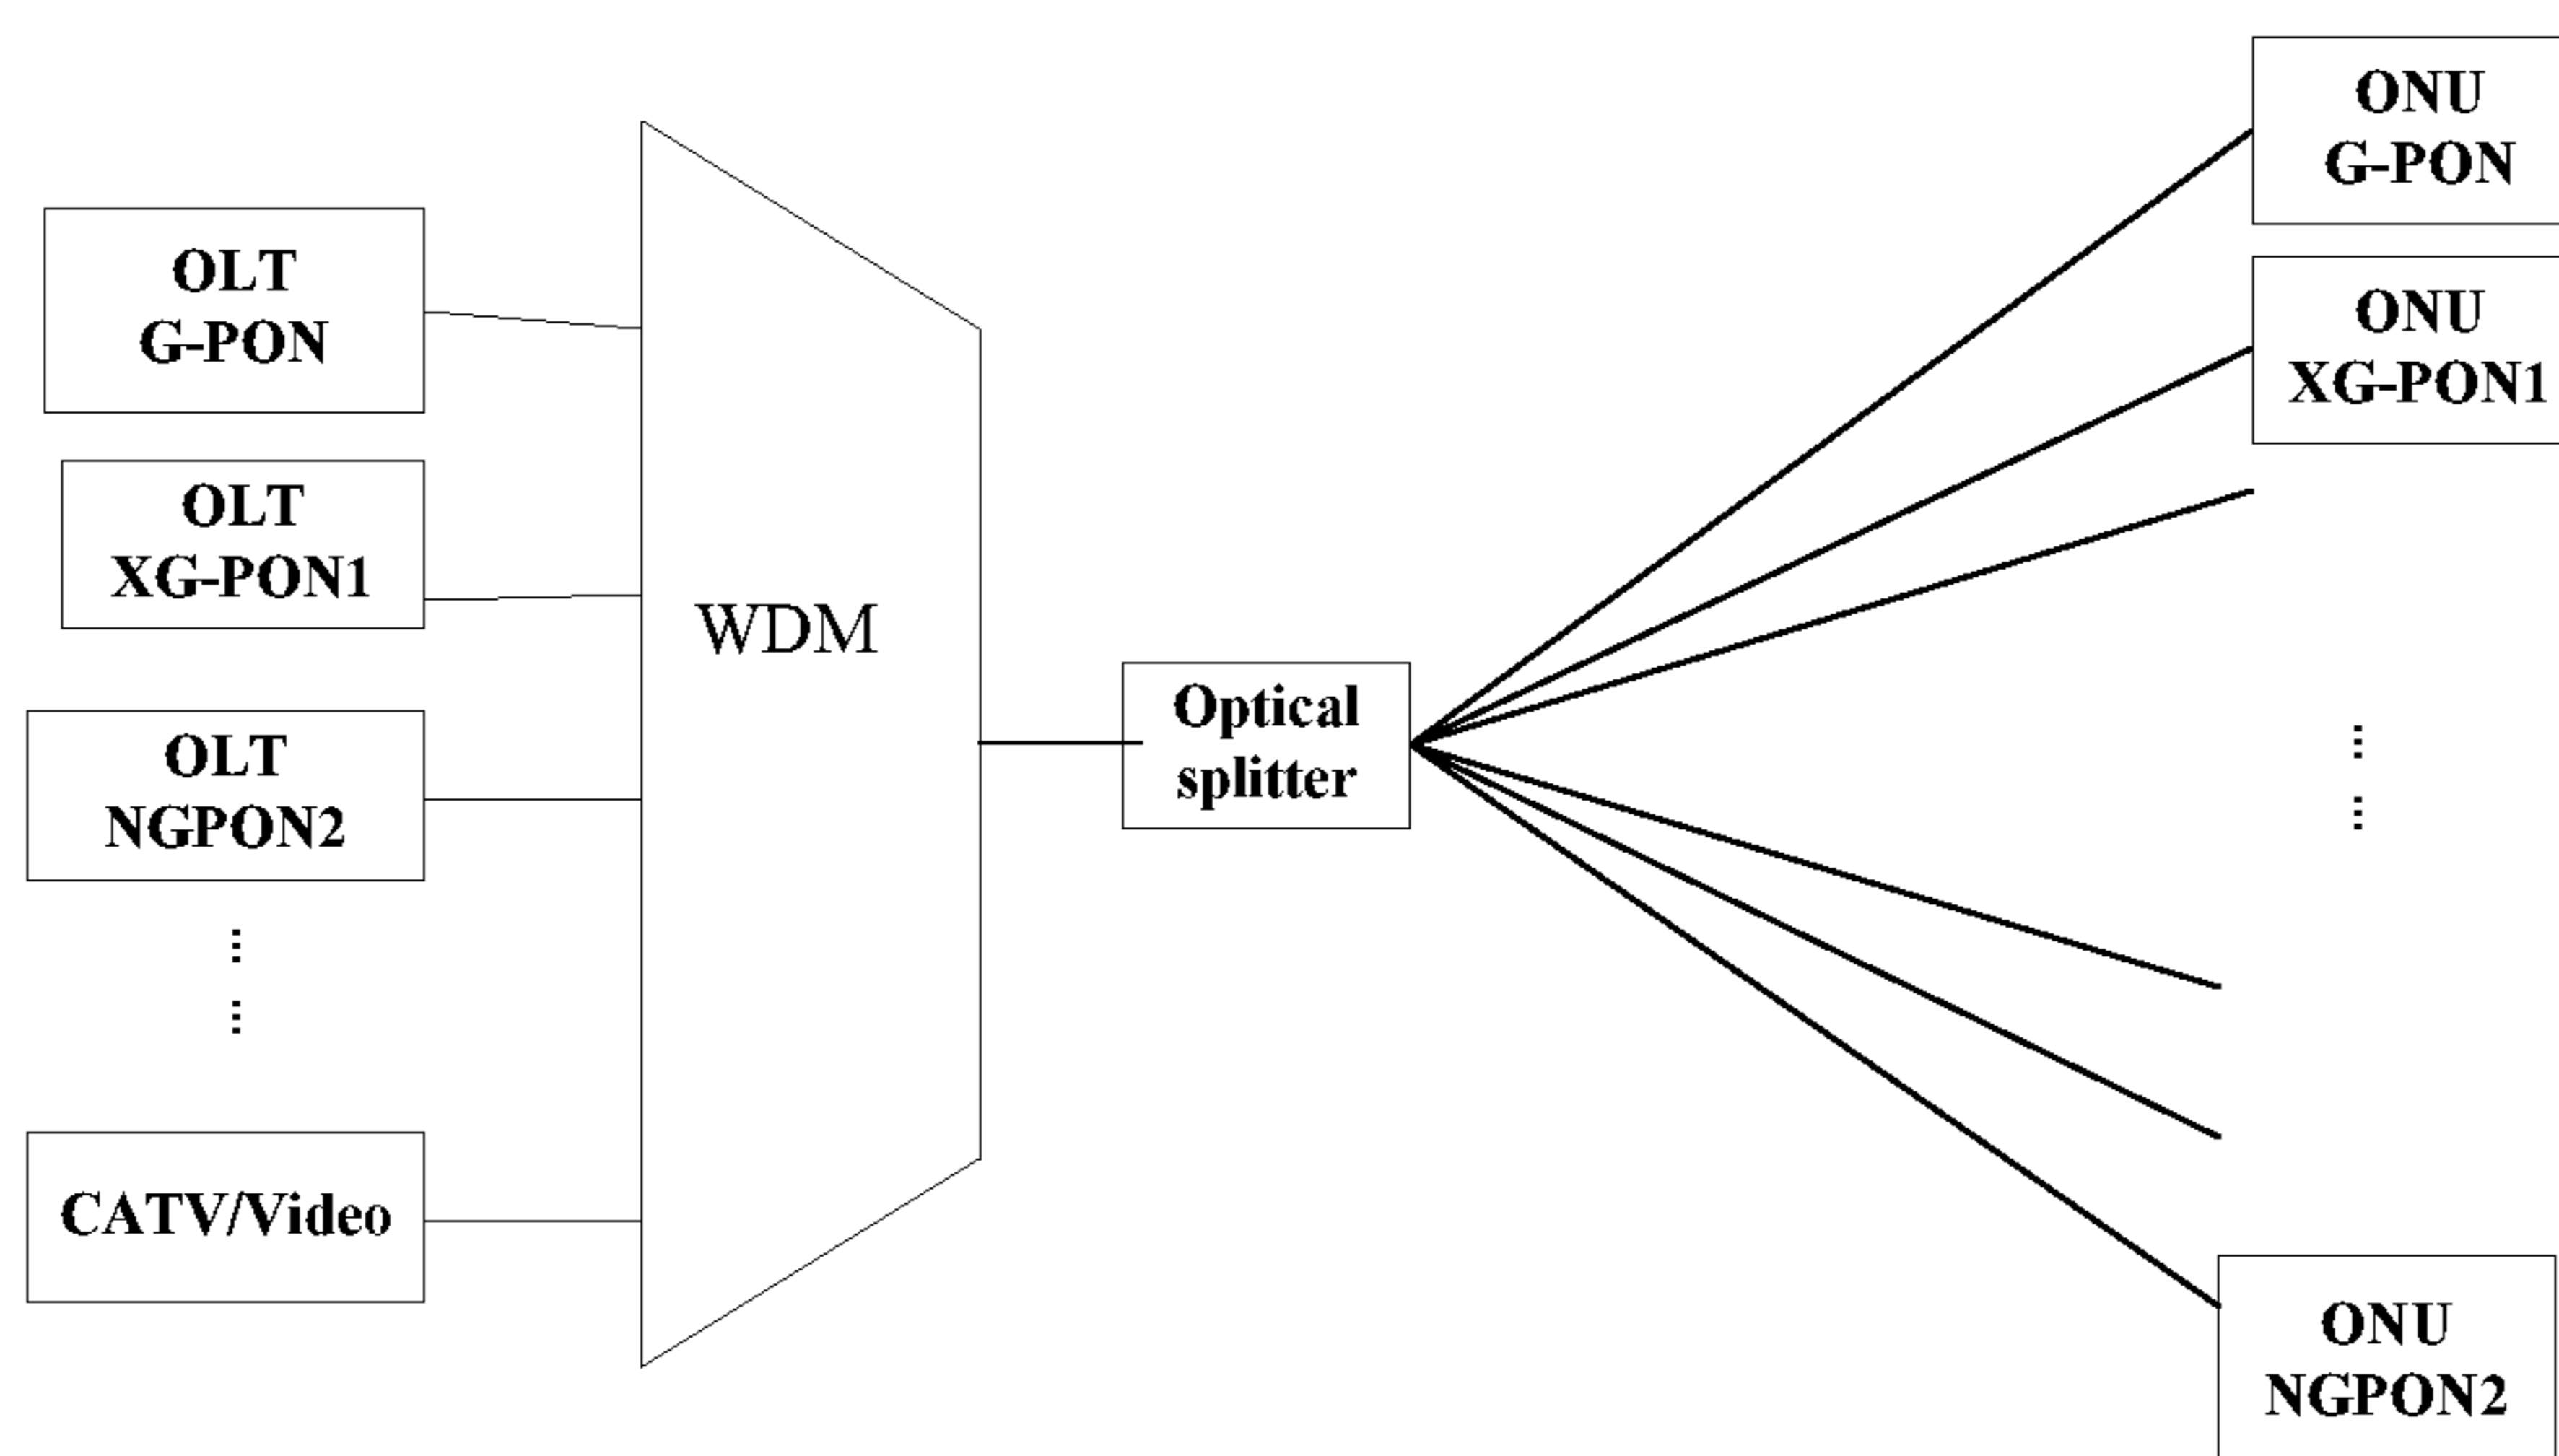 OLT
G-PON
OLT
XG-PON1
OLT
NGPON2
...
...
CATV/Video
WDM
Optical
splitter
ONU
G-PON
ONU
XG-PON1
...
...
ONU
NGPON2